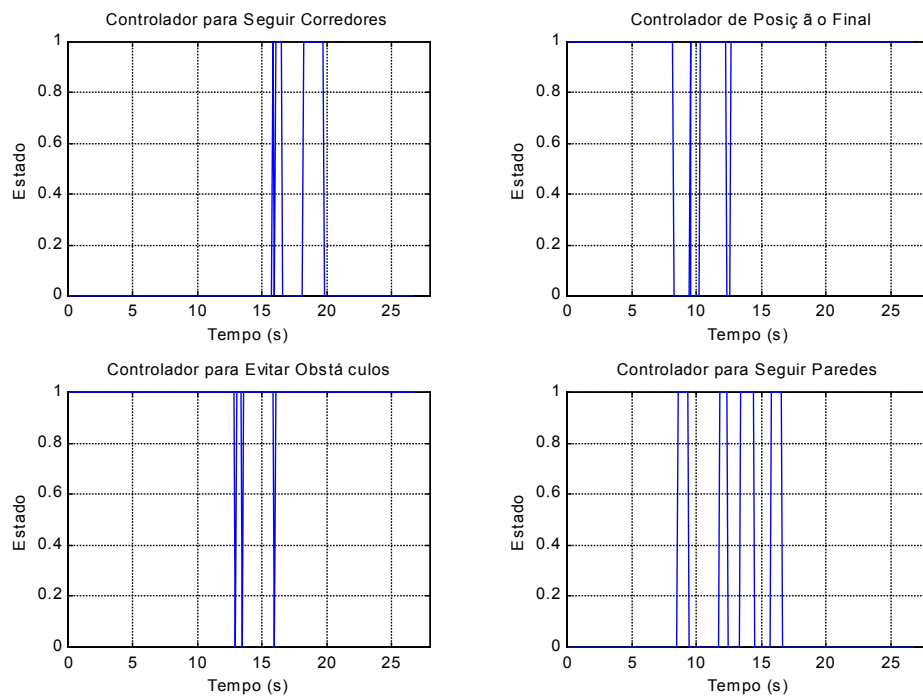 Controlador para Seguir Corredores
1
0.8
0.6
0.4
0.2
0
Estado
0 5 10 15 20 25
Tempo (s)
Controlador de Posiç ã o Final
1
0.8
0.6
0.4
0.2
0
Estado
0 5 10 15 20 25
Tempo (s)
Controlador para Evitar Obstá culos
1
0.8
0.6
0.4
0.2
0
Estado
0 5 10 15 20 25
Tempo (s)
Controlador para Seguir Paredes
1
0.8
0.6
0.4
0.2
0
Estado
0 5 10 15 20 25
Tempo (s)